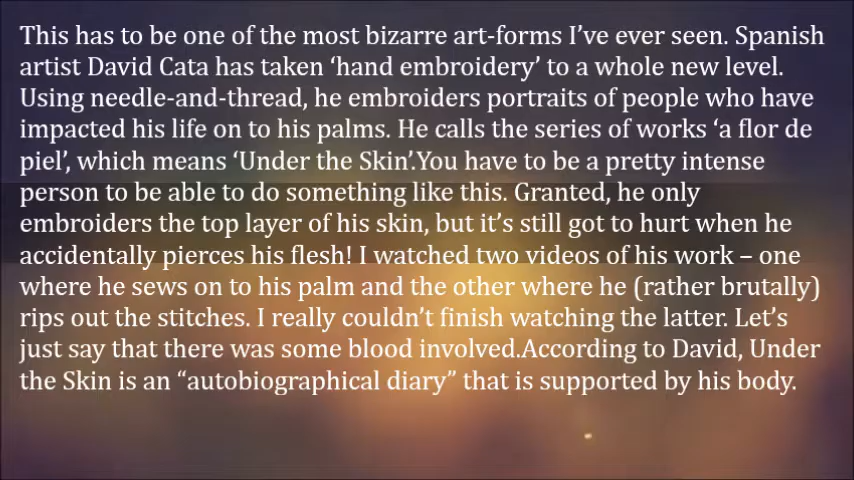 This has to be one of the most bizarre art-forms I’ve ever seen. Spanish
artist David Cata has taken ‘hand embroidery’ to a whole new level.
Using needle-and-thread, he embroiders portraits of people who have
impacted his life on to his palms. He calls the series of works ‘a flor de
piel’, which means ‘Under the Skin’.You have to be a pretty intense
person to be able to do something like this. Granted, he only
embroiders the top layer of his skin, but it’s still got to hurt when he
accidentally pierces his flesh! I watched two videos of his work – one
where he sews on to his palm and the other where he (rather brutally)
rips out the stitches. I really couldn’t finish watching the latter. Let’s
just say that there was some blood involved.According to David, Under
the Skin is an “autobiographical diary” that is supported by his body.